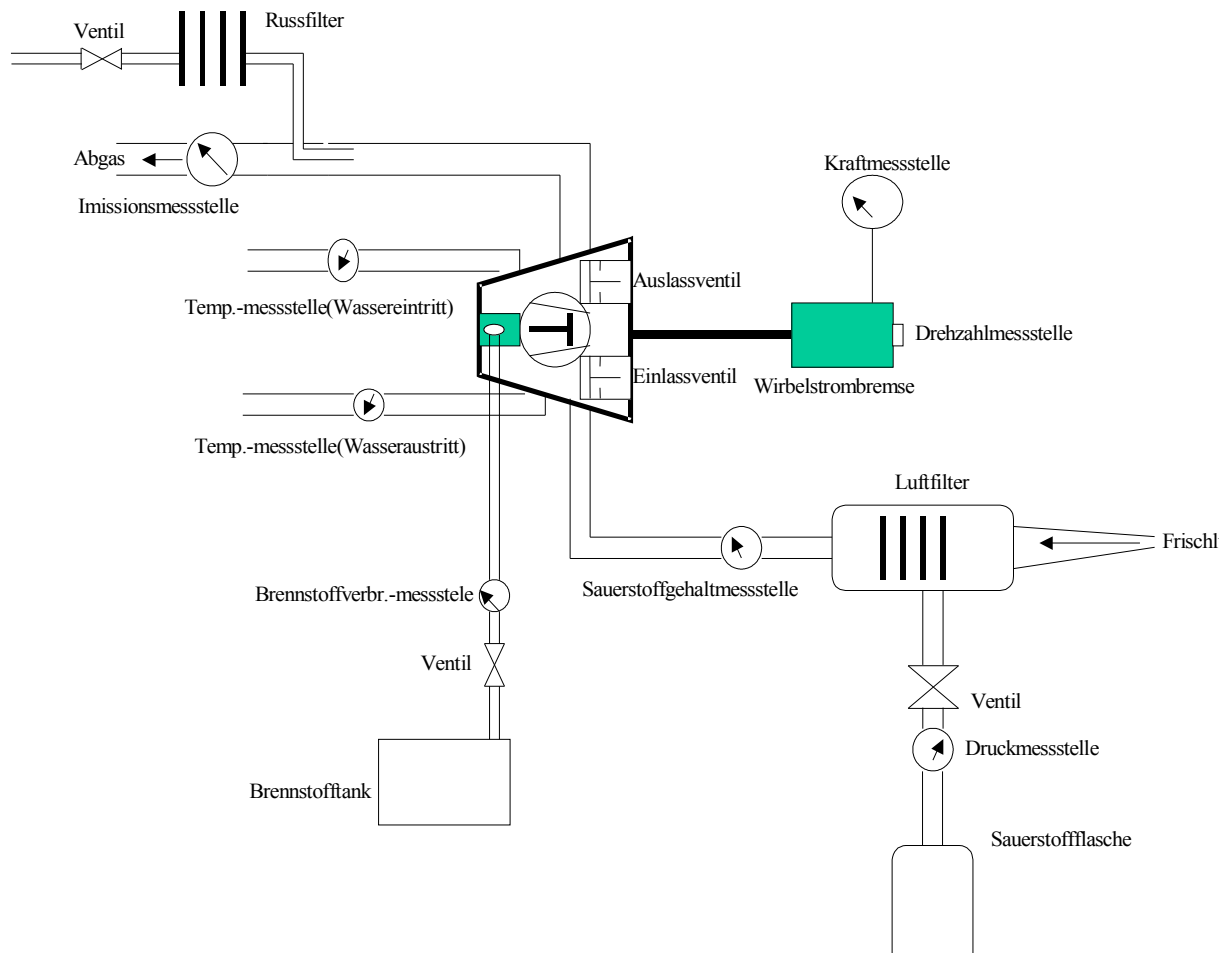 Russfilter
Ventil
Abgas
Imissionsmessstelle
Kraftmessstelle
Temp.-messstelle(Wassereintritt)
Auslassventil
Drehzahlmessstelle
Einlassventil
Wirbelstrombremse
Temp.-messstelle(Wasseraustritt)
Luftfilter
Frischl
Sauerstoffgehaltmessstelle
Brennstoffverbr.-messstele
Ventil
Ventil
Druckmessstelle
Brennstofftank
Sauerstoffflasche